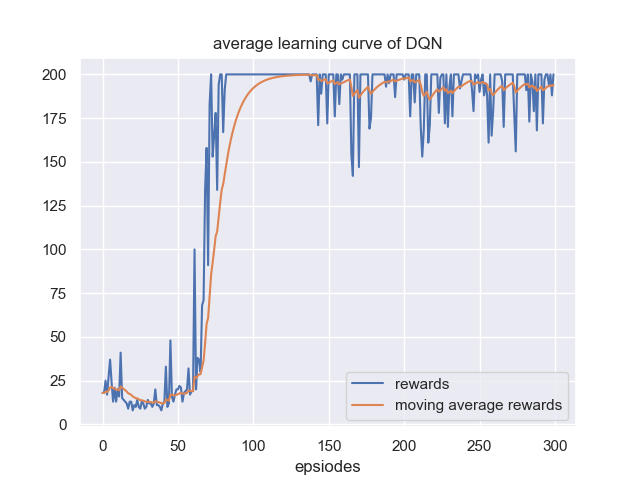 average learning curve of DQN
200
175
150
125
100
75
50
25
0
0 50 100 150 200 250 300
epsiodes
rewards
moving average rewards